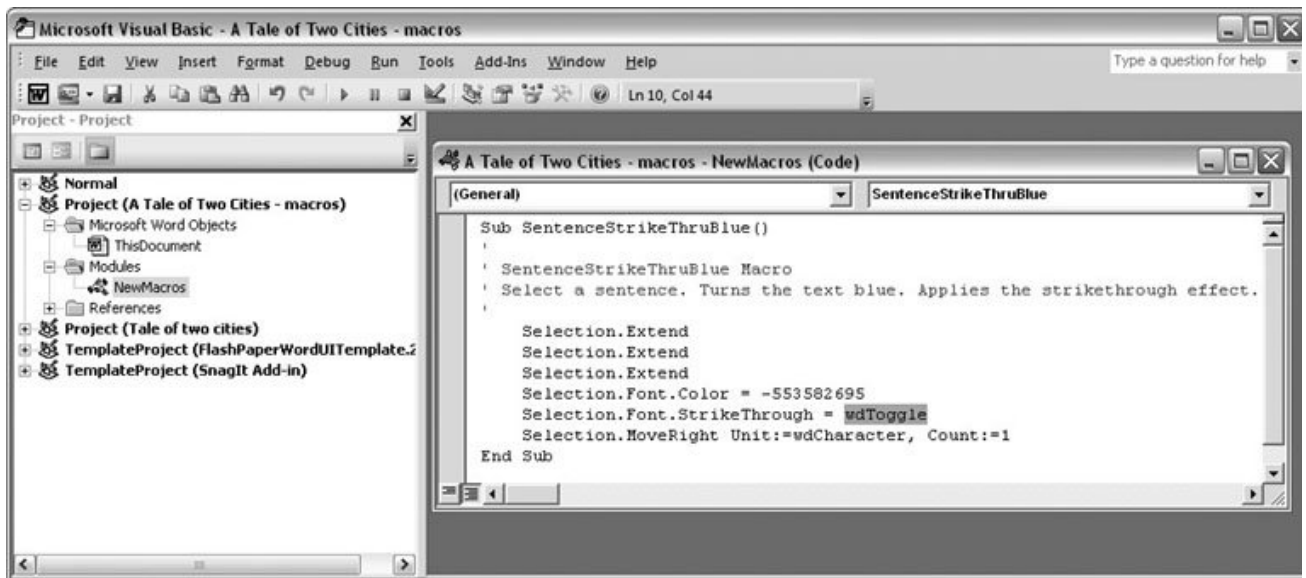 Microsoft Visual Basic - A Tale of Two Cities - macros
File Edit View Insert Format Debug Run Tools Add-Ins Window Help
Type a question for help
Ln 10, Col 44
Project - Project
Normal
Project (A Tale of Two Cities - macros)
Microsoft Word Objects
ThisDocument
Modules
NewMacros
References
Project (Tale of two cities)
TemplateProject (FlashPaperWordUITemplate.2
TemplateProject (SnagIt Add-in)
A Tale of Two Cities - macros - NewMacros (Code)
(General) SentenceStrikeThruBlue
Sub SentenceStrikeThruBlue()
'
' SentenceStrikeThruBlue Macro
' Select a sentence. Turns the text blue. Applies the strikethrough effect.
'
Selection.Extend
Selection.Extend
Selection.Extend
Selection.Font.Color = -553582695
Selection.Font.StrikeThrough = wdToggle
Selection.MoveRight Unit:=wdCharacter, Count:=1
End Sub